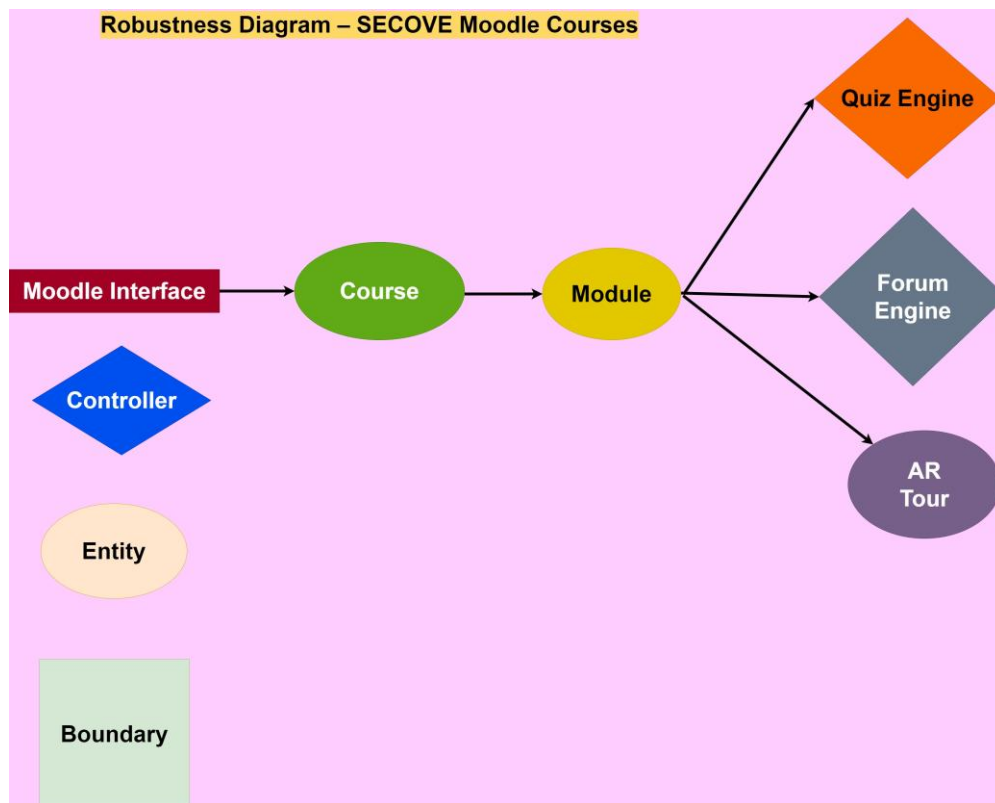 Robustness Diagram – SECOVE Moodle Courses
Quiz Engine
Moodle Interface
Course
Module
Forum
Engine
Controller
AR
Tour
Entity
Boundary